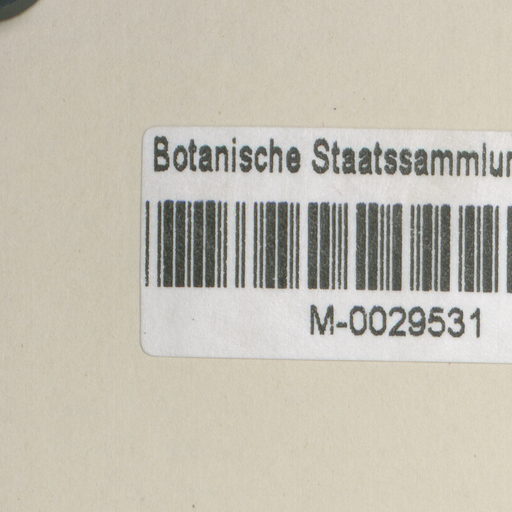 Botanische Staatssammlun
M-0029531